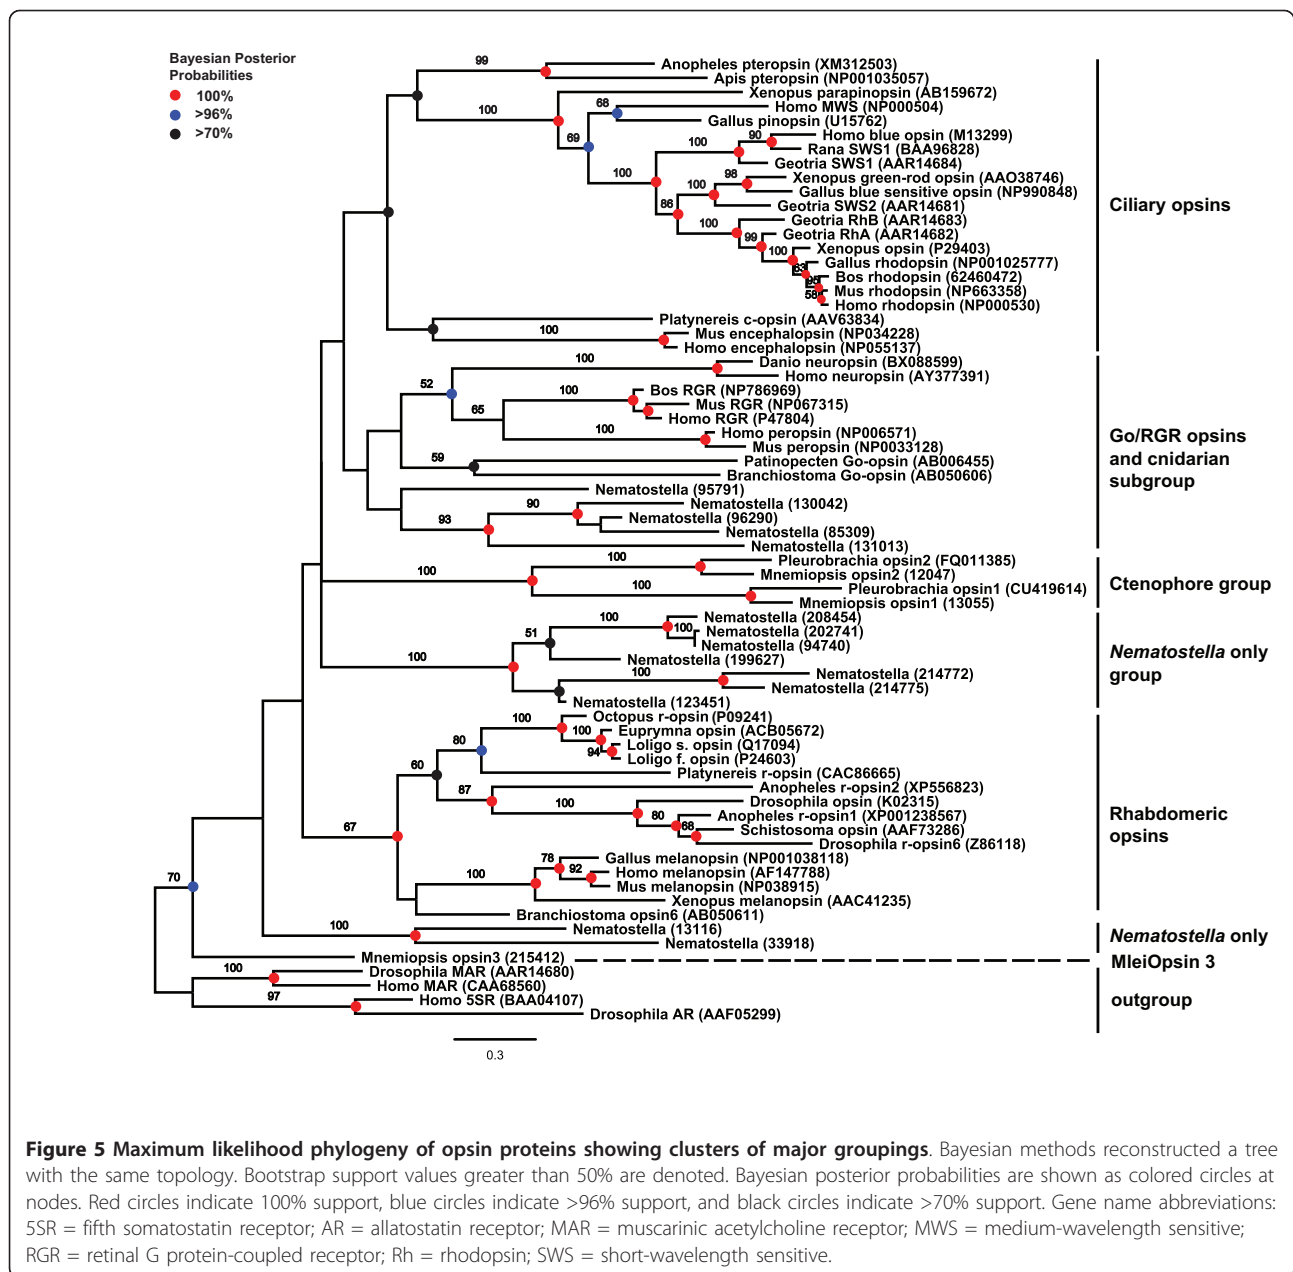 Bayesian Posterior
Probabilities
100%
>96%
>70%
99
Anopheles pteropsin (XM312503)
Apis pteropsin (NP001035057)
100
Xenopus parapinopsin (AB159672)
68
Homo MWS (NP000504)
Gallus pinopsin (U15762)
69
90
Homo blue opsin (M13299)
100
Rana SWS1 (BAA96828)
Geotria SWS1 (AAR14684)
100
98
Xenopus green-rod opsin (AAO38746)
100
Gallus blue sensitive opsin (NP990848)
86
Geotria SWS2 (AAR14681)
100
Geotria RhB (AAR14683)
99
Geotria RhA (AAR14682)
100
Xenopus opsin (P29403)
63
Gallus rhodopsin (NP001025777)
Bos rhodopsin (62460472)
58
Mus rhodopsin (NP663358)
Homo rhodopsin (NP000530)
Ciliary opsins
Platynereis c-opsin (AAV63834)
100
Mus encephalopsin (NP034228)
Homo encephalopsin (NP055137)
100
Danio neuropsin (BX088599)
52
Homo neuropsin (AY377391)
100
Bos RGR (NP786969)
65
Mus RGR (NP067315)
Homo RGR (P47804)
100
Homo peropsin (NP006571)
Mus peropsin (NP0033128)
59
Patinopecten Go-opsin (AB006455)
Branchiostoma Go-opsin (AB050606)
Go/RGR opsins
and cnidarian
subgroup
Nematostella (95791)
90
Nematostella (130042)
93
Nematostella (96290)
Nematostella (85309)
Nematostella (131013)
100
100
Pleurobrachia opsin2 (FQ011385)
Mnemiopsis opsin2 (12047)
100
Pleurobrachia opsin1 (CU419614)
Mnemiopsis opsin1 (13055)
Ctenophore group
100
Nematostella (208454)
51
100
Nematostella (202741)
Nematostella (94740)
100
Nematostella (199627)
100
Nematostella (214772)
Nematostella (214775)
Nematostella (123451)
Nematostella only
group
100
Octopus r-opsin (P09241)
100
Euprymna opsin (ACB05672)
80
94
Loligo s. opsin (Q17094)
Loligo f. opsin (P24603)
60
Platynereis r-opsin (CAC86665)
87
Anopheles r-opsin2 (XP556823)
100
Drosophila opsin (K02315)
80
Anopheles r-opsin1 (XP001238567)
68
Schistosoma opsin (AAF73286)
Drosophila r-opsin6 (Z86118)
67
78
Gallus melanopsin (NP001038118)
92
Homo melanopsin (AF147788)
100
Mus melanopsin (NP038915)
Xenopus melanopsin (AAC41235)
Branchiostoma opsin6 (AB050611)
Rhabdomeric
opsins
70
100
Nematostella (13116)
Nematostella (33918)
Nematostella only
Mnemiopsis opsin3 (215412)
MleiOpsin 3
100
Drosophila MAR (AAR14680)
Homo MAR (CAA68560)
97
Homo 5SR (BAA04107)
Drosophila AR (AAF05299)
outgroup
0.3
Figure 5 Maximum likelihood phylogeny of opsin proteins showing clusters of major groupings. Bayesian methods reconstructed a tree
with the same topology. Bootstrap support values greater than 50% are denoted. Bayesian posterior probabilities are shown as colored circles at
nodes. Red circles indicate 100% support, blue circles indicate >96% support, and black circles indicate >70% support. Gene name abbreviations:
5SR = fifth somatostatin receptor; AR = allatostatin receptor; MAR = muscarinic acetylcholine receptor; MWS = medium-wavelength sensitive;
RGR = retinal G protein-coupled receptor; Rh = rhodopsin; SWS = short-wavelength sensitive.